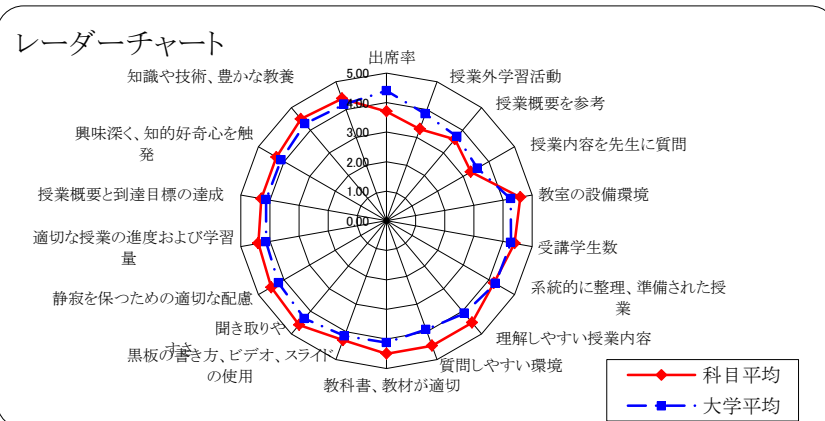 レーダーチャート
出席率
授業外学習活動
授業概要を参考
授業内容を先生に質問
教室の設備環境
受講学生数
系統的に整理、準備された授
業
理解しやすい授業内容
質問しやすい環境
教科書、教材が適切
黒板の書き方、ビデオ、スライド
の使用
聞き取りや
すさ
静寂を保つための適切な配慮
適切な授業の進度および学習
量
授業概要と到達目標の達成
興味深く、知的好奇心を触
発
知識や技術、豊かな教養
5.00
4.00
3.00
2.00
1.00
0.00
科目平均
大学平均